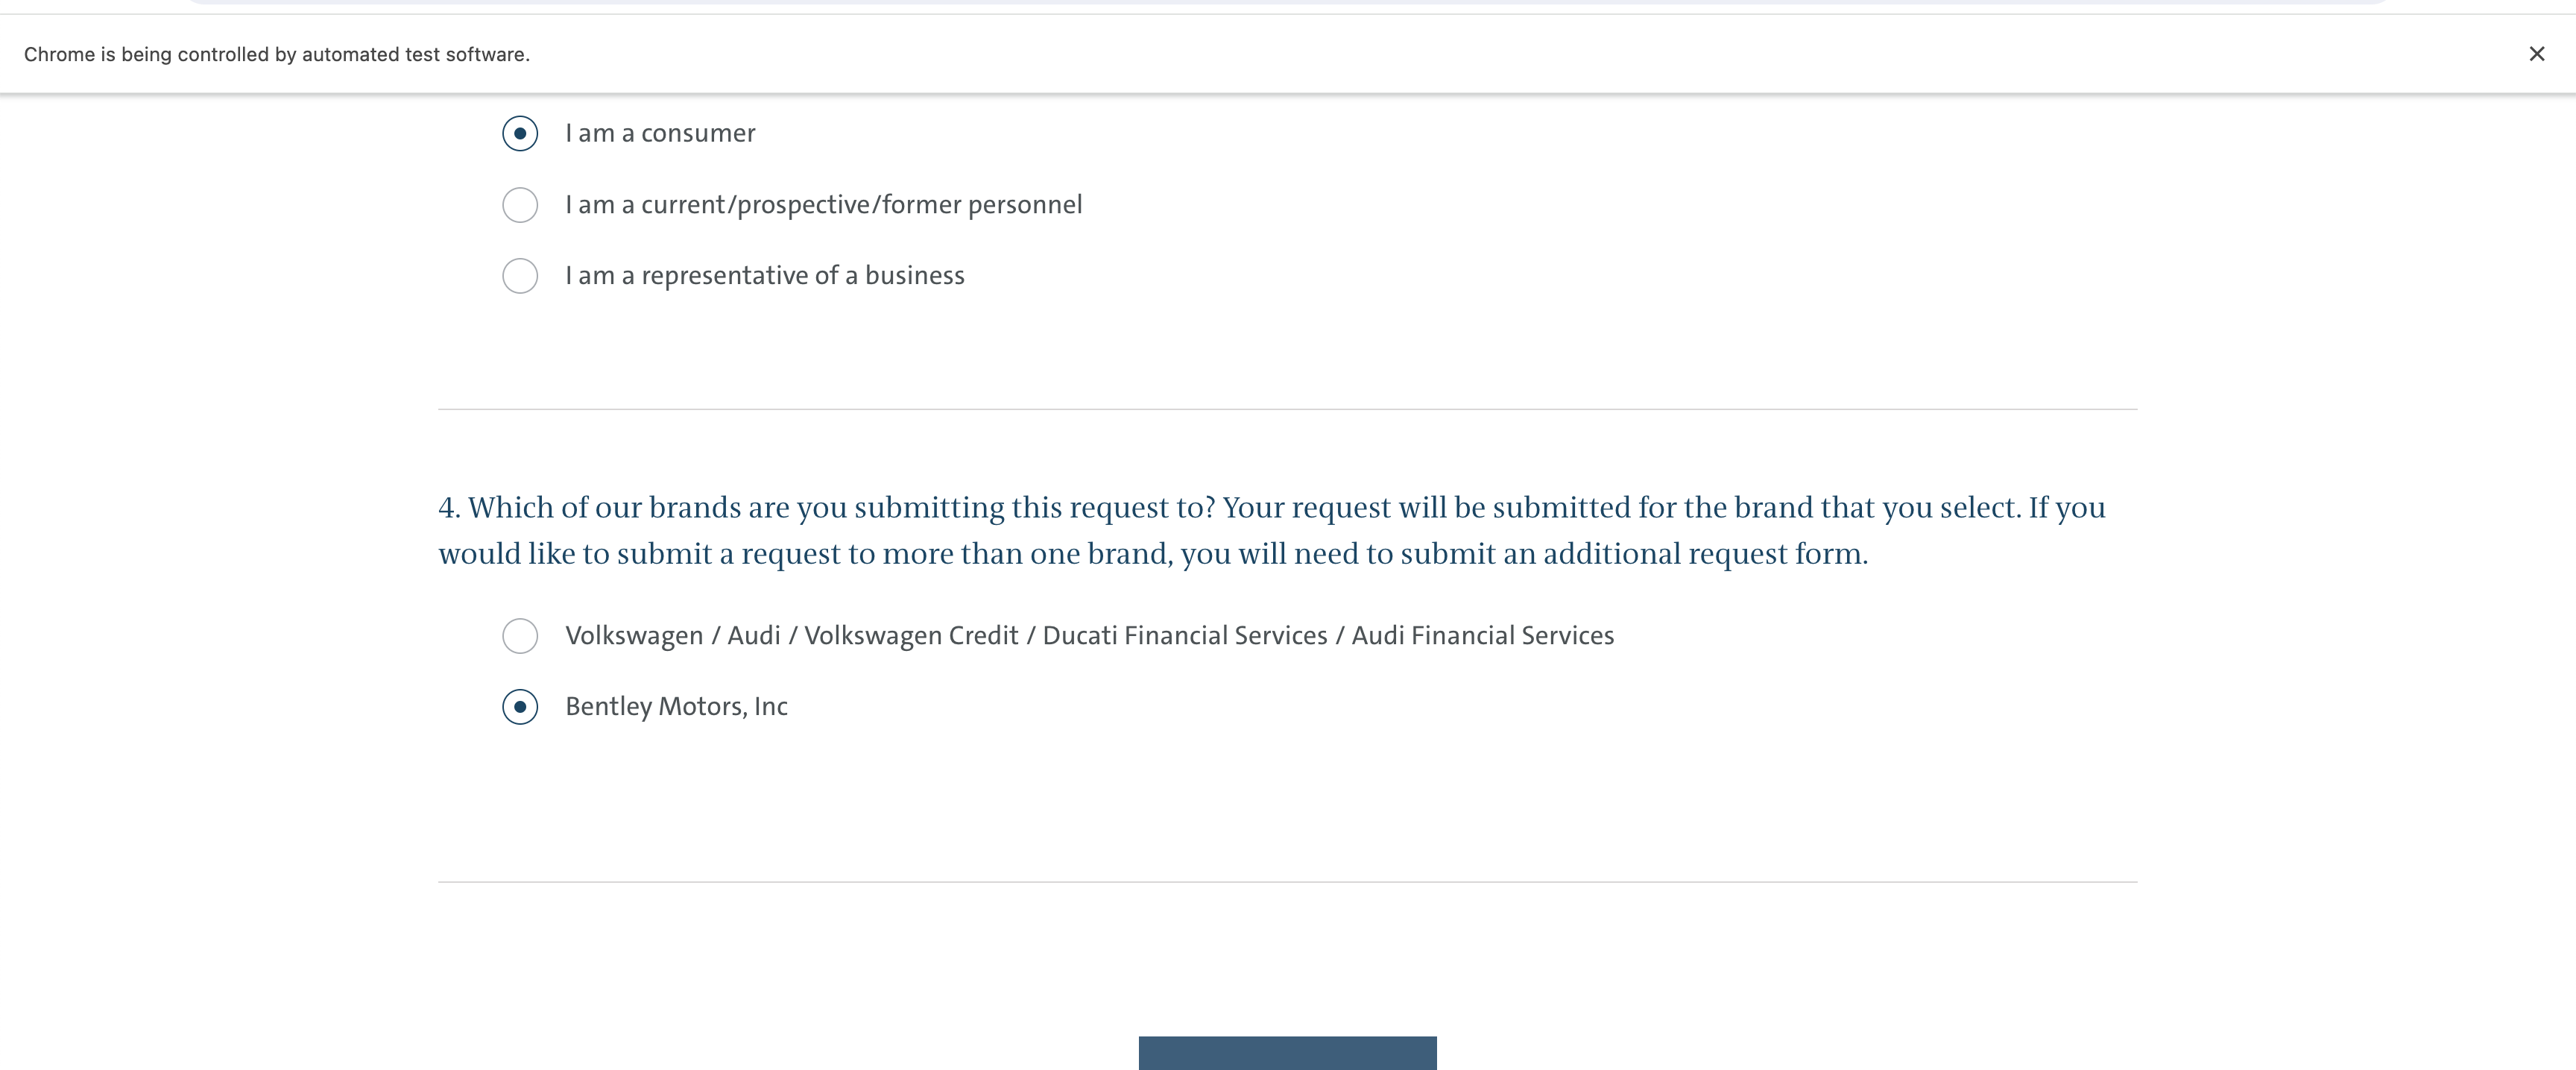 Chrome is being controlled by automated test software.
I am a consumer
I am a current/prospective/former personnel
I am a representative of a business
4. Which of our brands are you submitting this request to? Your request will be submitted for the brand that you select. If you
would like to submit a request to more than one brand, you will need to submit an additional request form.
Volkswagen / Audi / Volkswagen Credit / Ducati Financial Services / Audi Financial Services
Bentley Motors, Inc